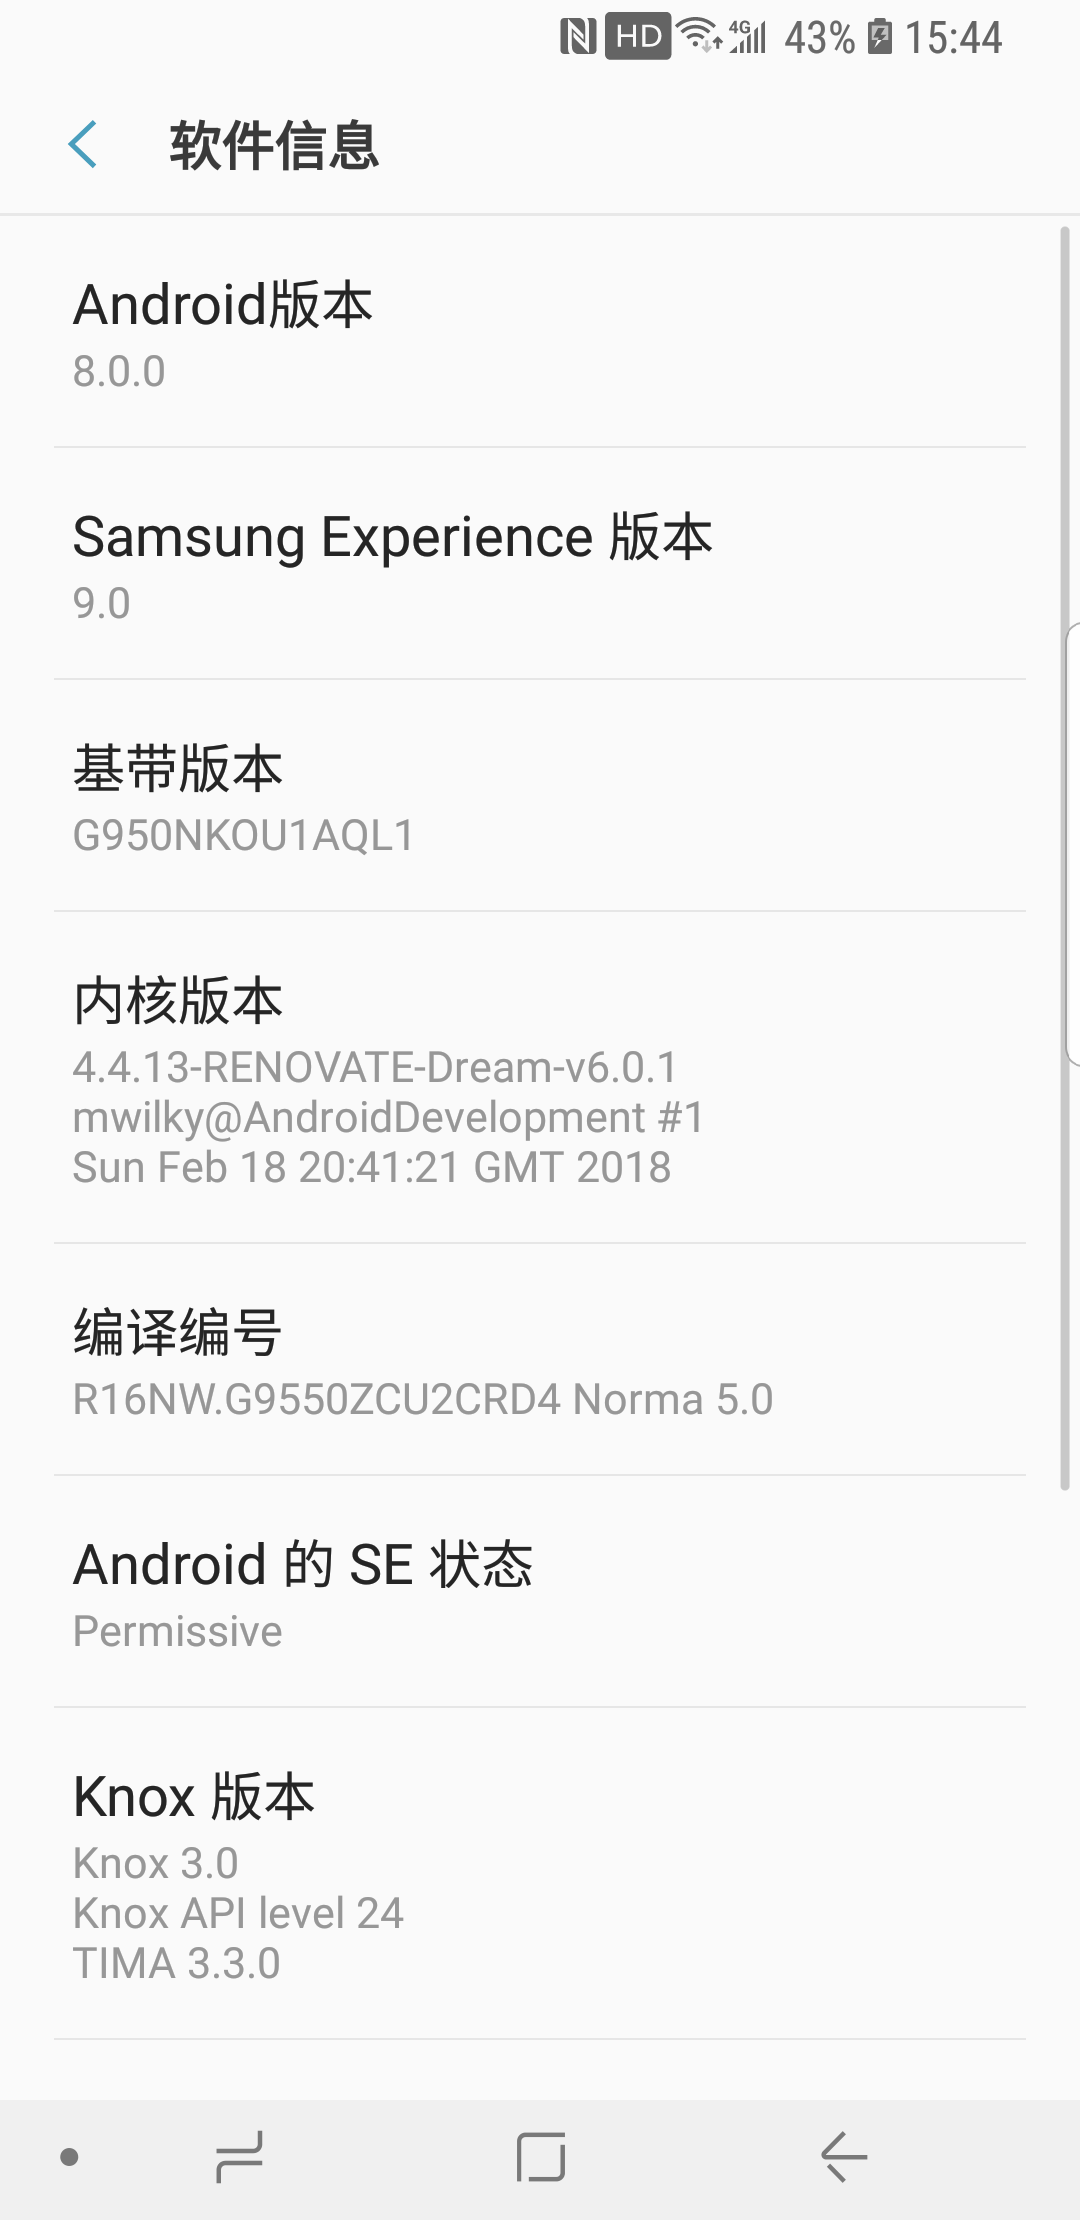 HD 4G 43% 15:44
软件信息
Android版本
8.0.0
Samsung Experience 版本
9.0
基带版本
G950NKOU1AQL1
内核版本
4.4.13-RENOVATE-Dream-v6.0.1
mwilky@AndroidDevelopment #1
Sun Feb 18 20:41:21 GMT 2018
编译编号
R16NW.G9550ZCU2CRD4 Norma 5.0
Android 的 SE 状态
Permissive
Knox 版本
Knox 3.0
Knox API level 24
TIMA 3.3.0